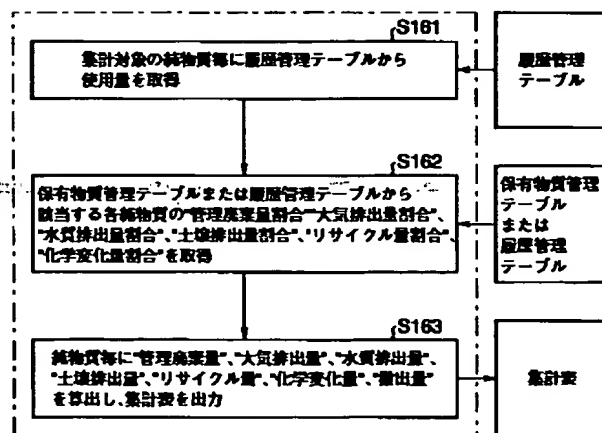 S161
集計対象の純物質毎に履歴管理テーブルから
使用量を取得
履歴管理
テーブル
S162
保有物質管理テーブルまたは履歴管理テーブルから
該当する各純物質の"管理廃棄量割合"大気排出量割合"、
"水質排出量割合"、"土壌排出量割合"、"リサイクル量割合"、
"化学変化量割合"を取得
保有物質管理
テーブル
または
履歴管理
テーブル
S163
純物質毎に"管理廃棄量"、"大気排出量"、"水質排出量"、
"土壌排出量"、"リサイクル量"、"化学変化量"、"搬出量"
を算出し、集計表を出力
集計表